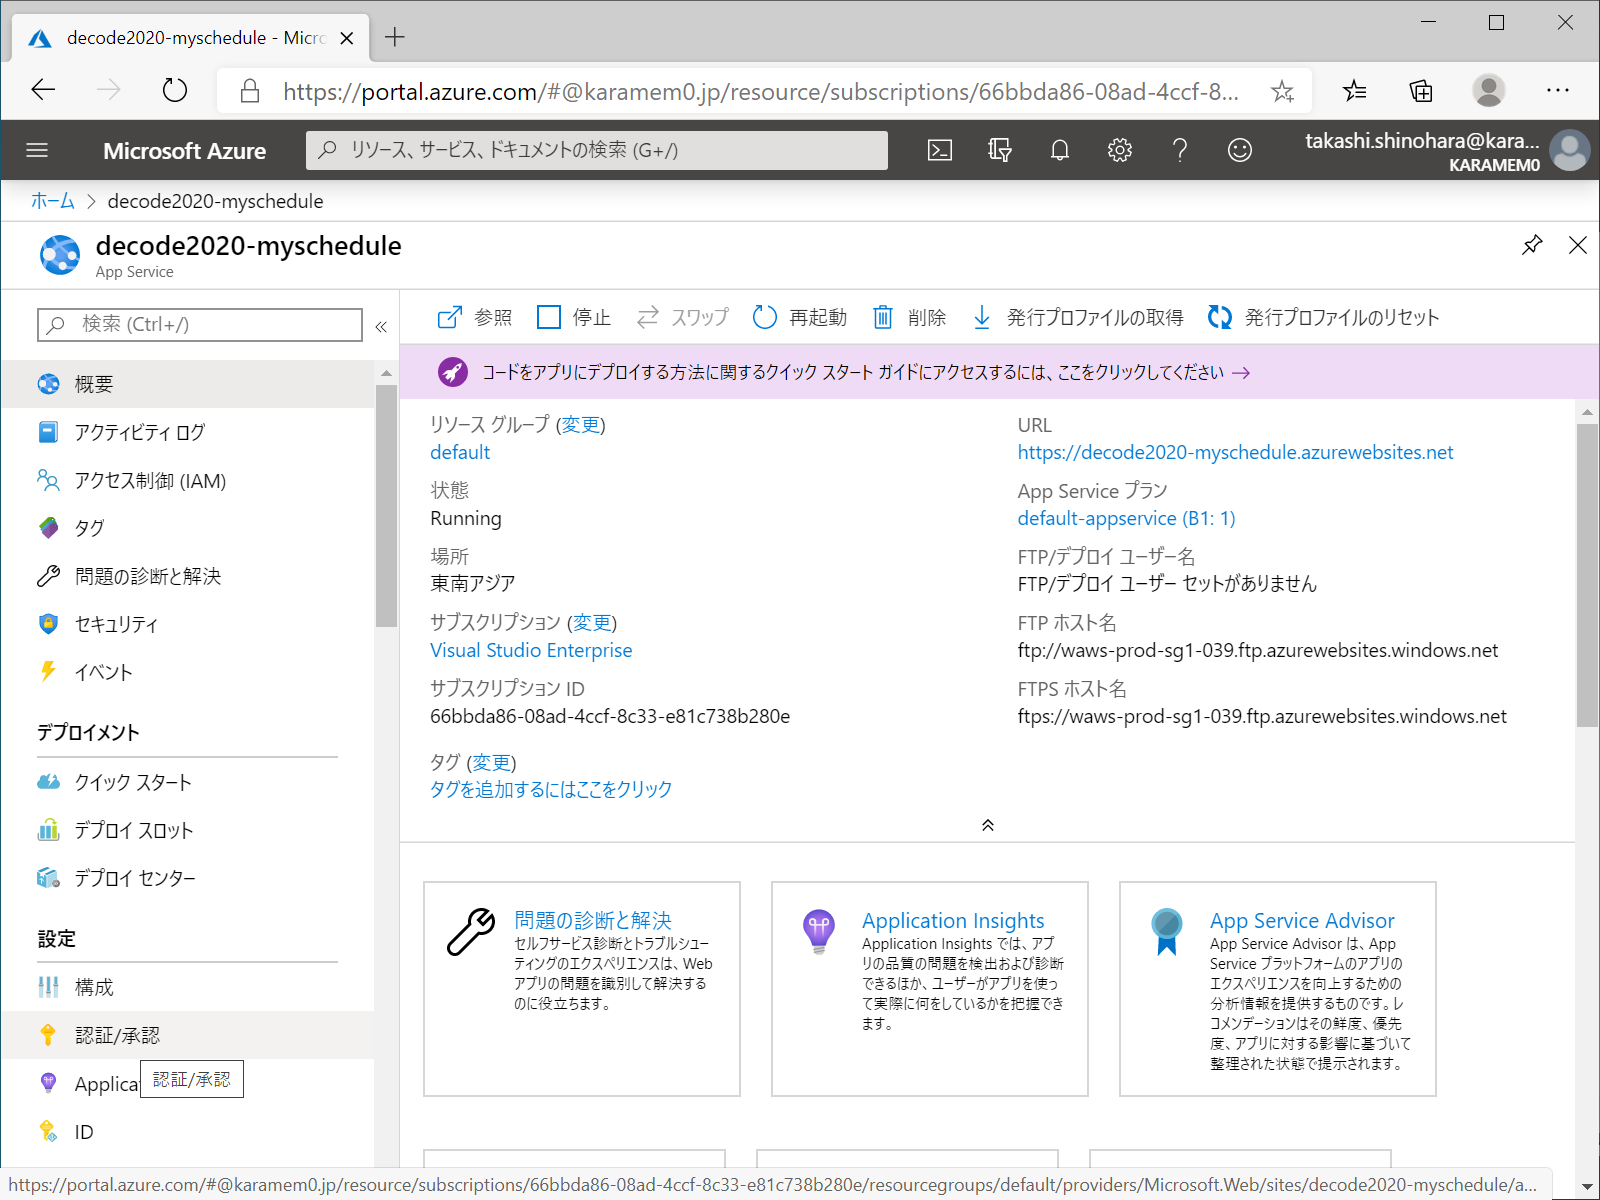 decode2020-myschedule - Micro
https://portal.azure.com/#@karamem0.jp/resource/subscriptions/66bbda86-08ad-4ccf-8...
Microsoft Azure
リソース、サービス、ドキュメントの検索 (G+/)
takashi.shinohara@kara...
KARAMEM0
ホーム > decode2020-myschedule
decode2020-myschedule
App Service
検索 (Ctrl+/)
«
概要
アクティビティ ログ
アクセス制御 (IAM)
タグ
問題の診断と解決
セキュリティ
イベント
デプロイメント
クイック スタート
デプロイ スロット
デプロイ センター
設定
構成
認証/承認
Applica
認証/承認
ID
参照 停止 スワップ 再起動 削除 発行プロファイルの取得 発行プロファイルのリセット
コードをアプリにデプロイする方法に関するクイック スタート ガイドにアクセスするには、ここをクリックしてください →
リソース グループ (変更)
default
状態
Running
場所
東南アジア
サブスクリプション (変更)
Visual Studio Enterprise
サブスクリプション ID
66bbda86-08ad-4ccf-8c33-e81c738b280e
タグ (変更)
タグを追加するにはここをクリック
URL
https://decode2020-myschedule.azurewebsites.net
App Service プラン
default-appservice (B1: 1)
FTP/デプロイ ユーザー名
FTP/デプロイ ユーザー セットがありません
FTP ホスト名
ftp://waws-prod-sg1-039.ftp.azurewebsites.windows.net
FTPS ホスト名
ftps://waws-prod-sg1-039.ftp.azurewebsites.windows.net
問題の診断と解決
セルフサービス診断とトラブルシュー
ティングのエクスペリエンスは、Web
アプリの問題を識別して解決する
のに役立ちます。
Application Insights
Application Insights では、アプ
リの品質の問題を検出および診断
できるほか、ユーザーがアプリを使っ
て実際に何をしているかを把握でき
ます。
App Service Advisor
App Service Advisor は、App
Service プラットフォームのアプリの
エクスペリエンスを向上するための
分析情報を提供するものです。レ
コメンデーションはその鮮度、優先
度、アプリに対する影響に基づいて
整理された状態で提示されます。
https://portal.azure.com/#@karamem0.jp/resource/subscriptions/66bbda86-08ad-4ccf-8c33-e81c738b280e/resourcegroups/default/providers/Microsoft.Web/sites/decode2020-myschedule/a...